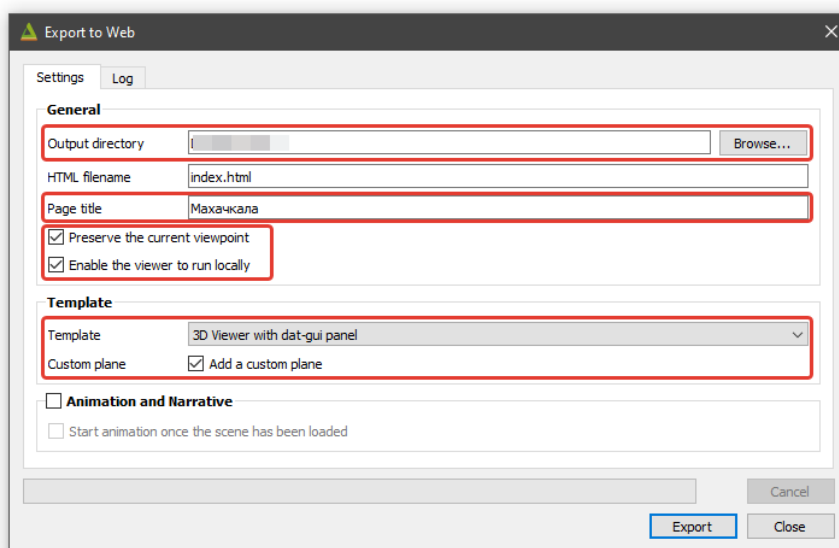 Export to Web
Settings Log
General
Output directory Browse...
HTML filename index.html
Page title Махачкала
Preserve the current viewpoint
Enable the viewer to run locally
Template
Template 3D Viewer with dat-gui panel
Custom plane Add a custom plane
Animation and Narrative
Start animation once the scene has been loaded
Cancel
Export Close